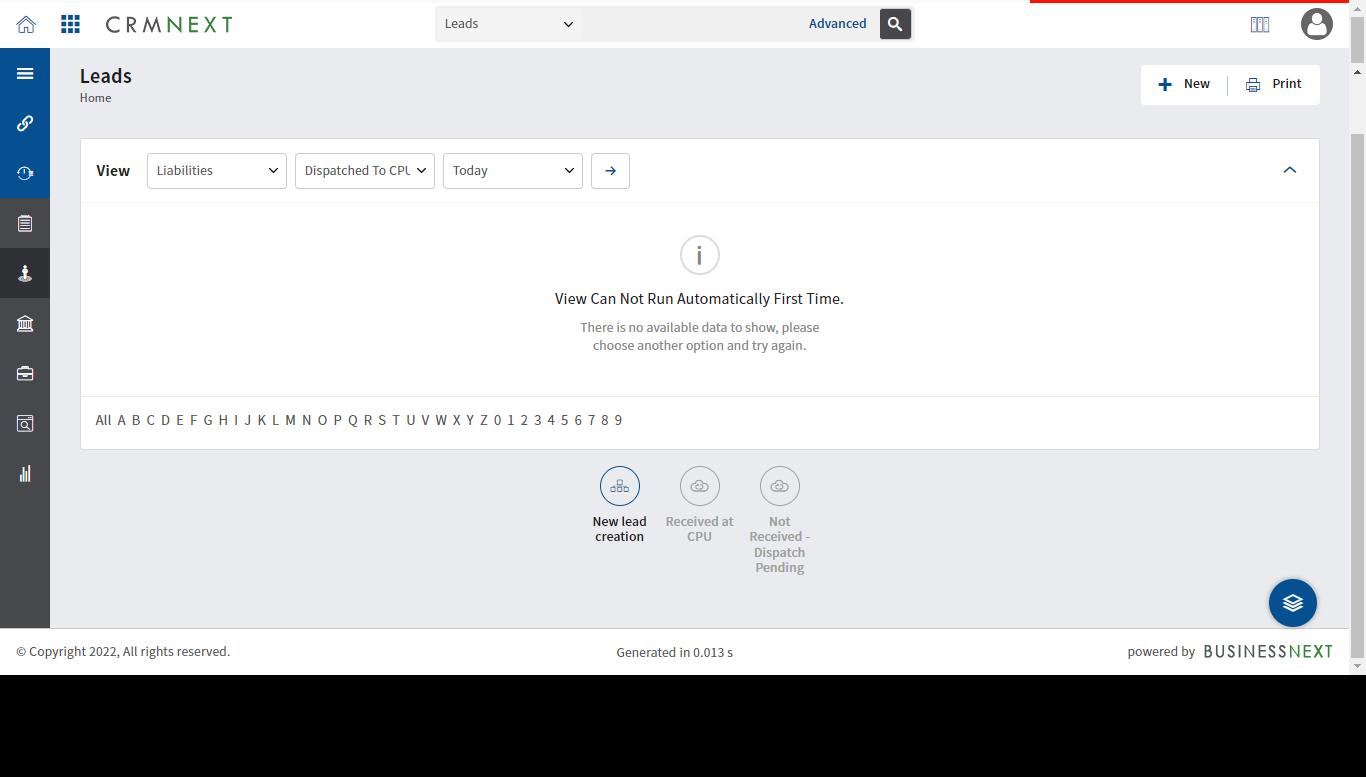 CRMNEXT
Leads
Advanced
Leads
Home
New
Print
View
Liabilities
Dispatched To CPU
Today
View Can Not Run Automatically First Time.
There is no available data to show, please
choose another option and try again.
All A B C D E F G H I J K L M N O P Q R S T U V W X Y Z 0 1 2 3 4 5 6 7 8 9
New lead
creation
Received at
CPU
Not
Received -
Dispatch
Pending
© Copyright 2022, All rights reserved.
Generated in 0.013 s
powered by BUSINESSNEXT